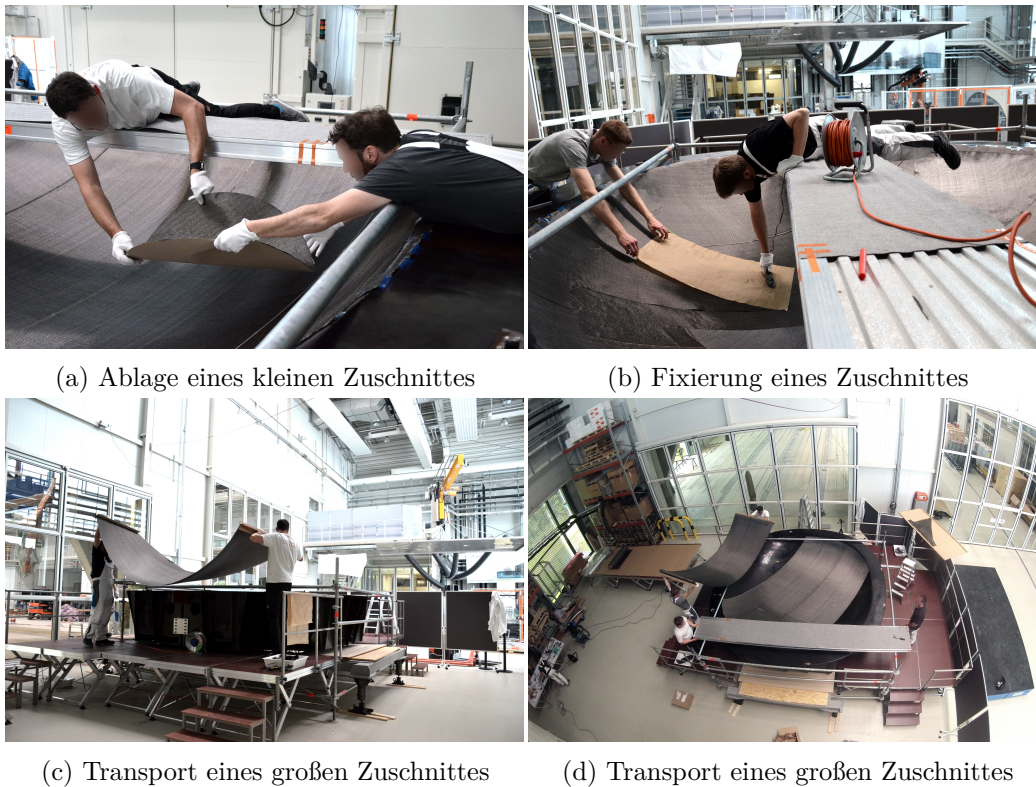 (a) Ablage eines kleinen Zuschnittes
(b) Fixierung eines Zuschnittes
(c) Transport eines großen Zuschnittes
(d) Transport eines großen Zuschnittes